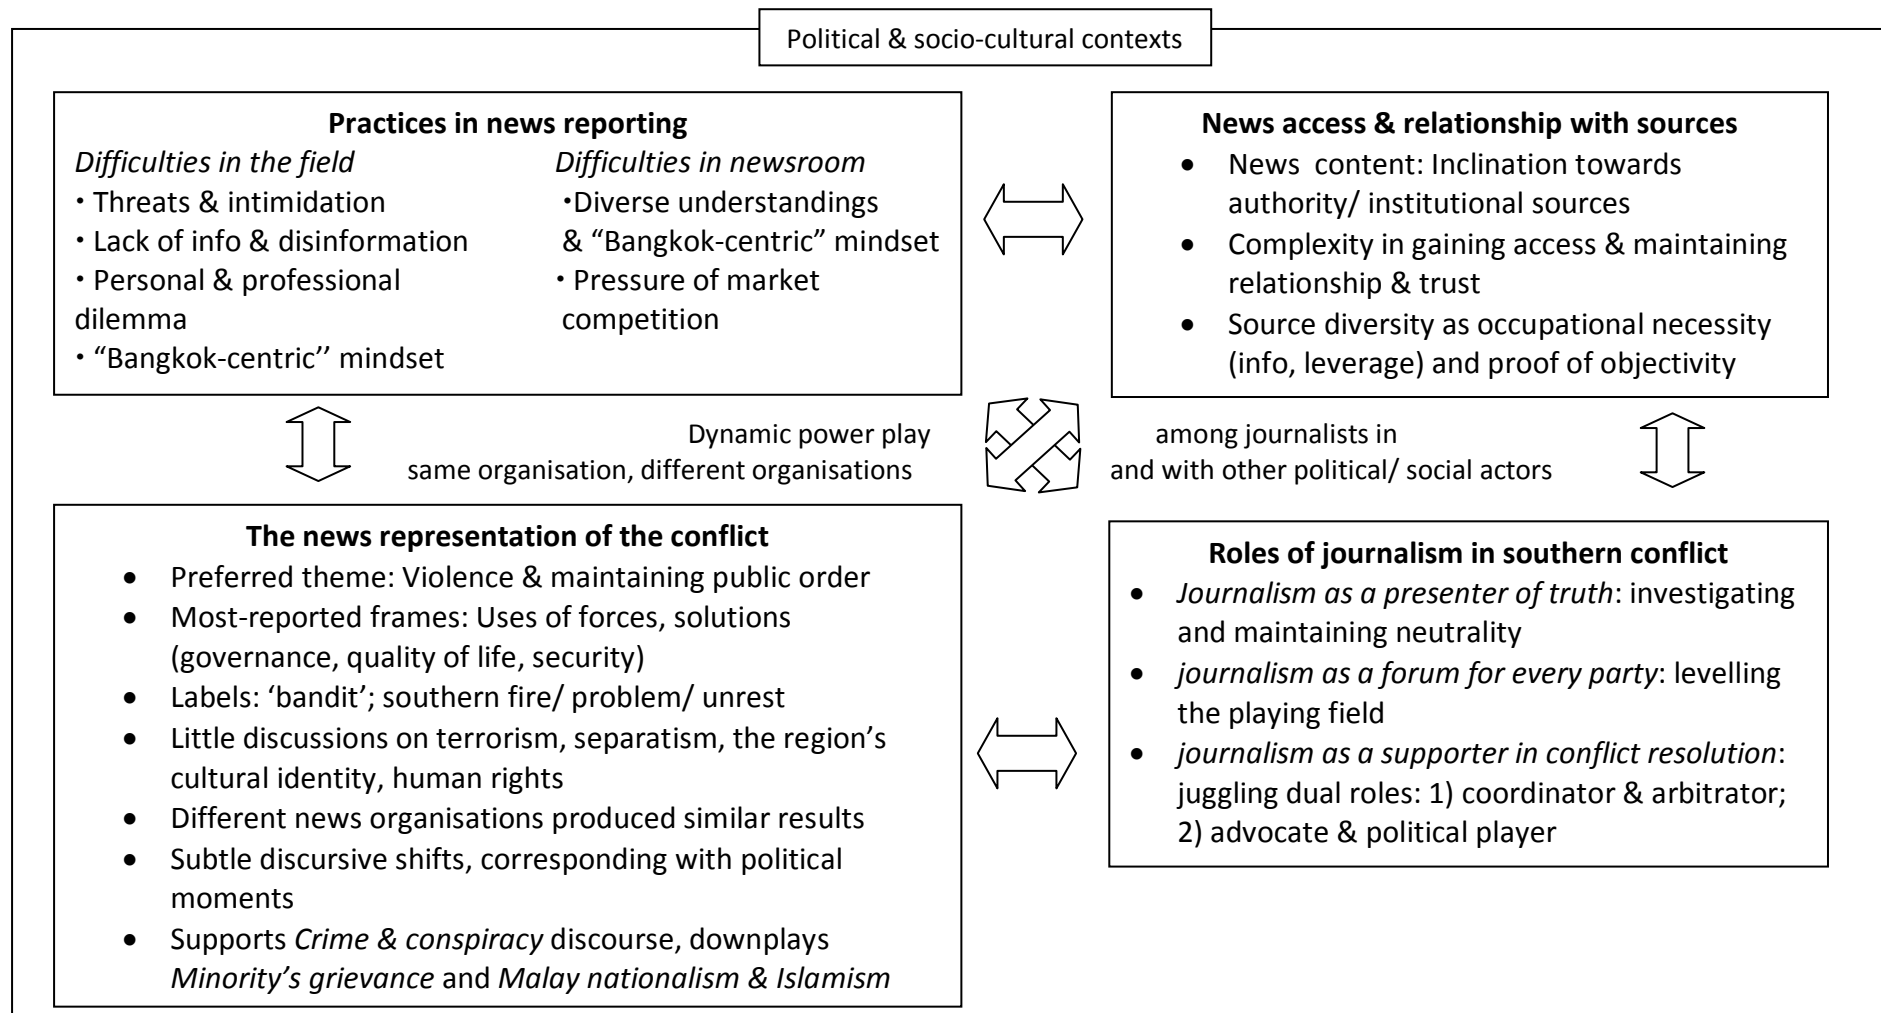 Political & socio-cultural contexts
Practices in news reporting
Difficulties in the field
· Threats & intimidation
· Lack of info & disinformation
· Personal & professional
dilemma
· “Bangkok-centric’’ mindset
Difficulties in newsroom
·Diverse understandings
& “Bangkok-centric” mindset
· Pressure of market
competition
News access & relationship with sources
• News content: Inclination towards
authority/ institutional sources
• Complexity in gaining access & maintaining
relationship & trust
• Source diversity as occupational necessity
(info, leverage) and proof of objectivity
Dynamic power play among journalists in
same organisation, different organisations and with other political/ social actors
The news representation of the conflict
• Preferred theme: Violence & maintaining public order
• Most-reported frames: Uses of forces, solutions
(governance, quality of life, security)
• Labels: ‘bandit’; southern fire/ problem/ unrest
• Little discussions on terrorism, separatism, the region’s
cultural identity, human rights
• Different news organisations produced similar results
• Subtle discursive shifts, corresponding with political
moments
• Supports Crime & conspiracy discourse, downplays
Minority’s grievance and Malay nationalism & Islamism
Roles of journalism in southern conflict
• Journalism as a presenter of truth: investigating
and maintaining neutrality
• journalism as a forum for every party: levelling
the playing field
• journalism as a supporter in conflict resolution:
juggling dual roles: 1) coordinator & arbitrator;
2) advocate & political player